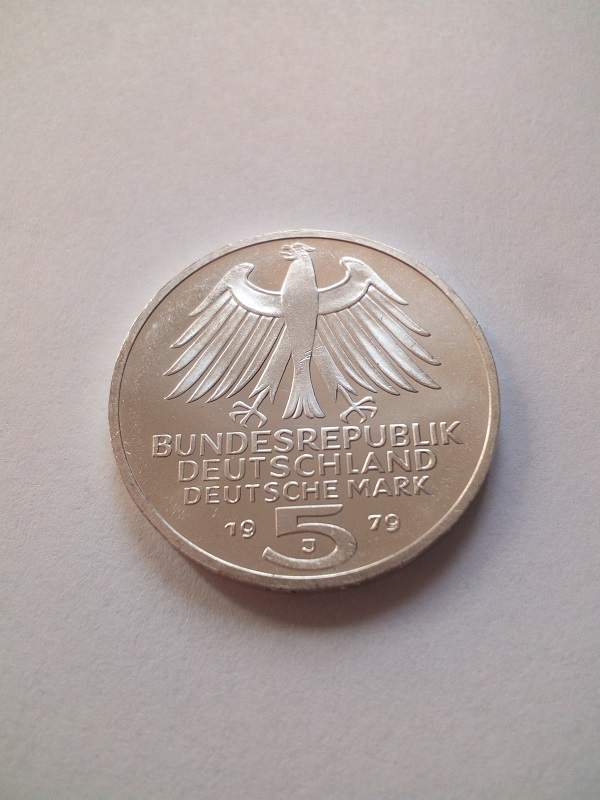 BUNDESREPUBLIK
DEUTSCHLAND
DEUTSCHE MARK
19 5 79
J